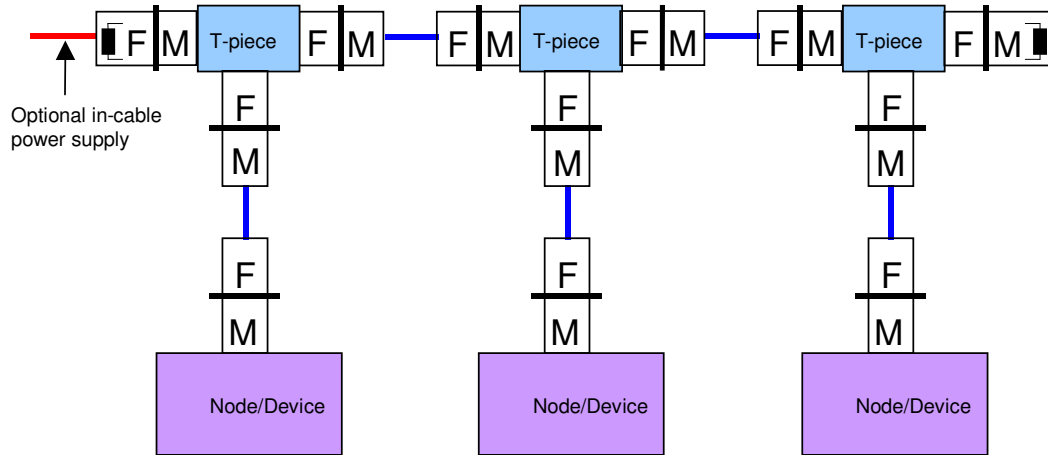 F M T-piece F M F M T-piece F M F M T-piece F M
Optional in-cable
power supply
F F F
M M M
F F F
M M M
Node/Device Node/Device Node/Device